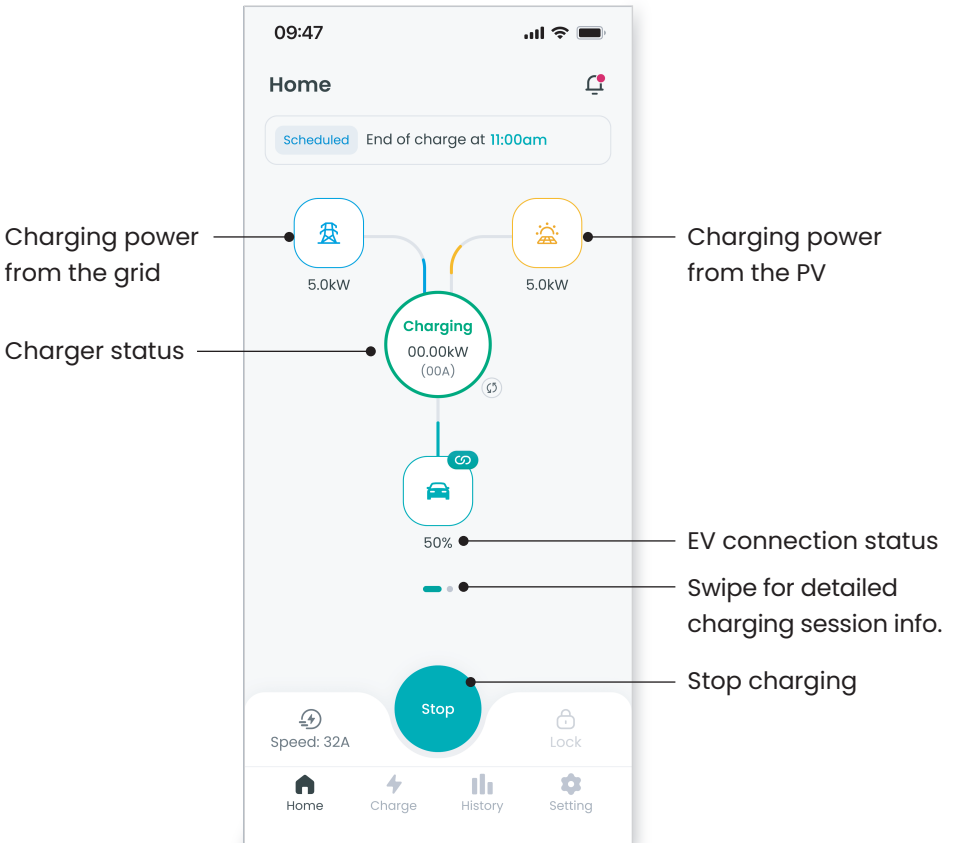 09:47
Home
Scheduled End of charge at 11:00am
Charging power
from the grid
Charging power
from the PV
5.0kW
5.0kW
Charger status
Charging
00.00kW
(00A)
50%
EV connection status
Swipe for detailed
charging session info.
Stop charging
Stop
Speed: 32A
Lock
Home
Charge
History
Setting